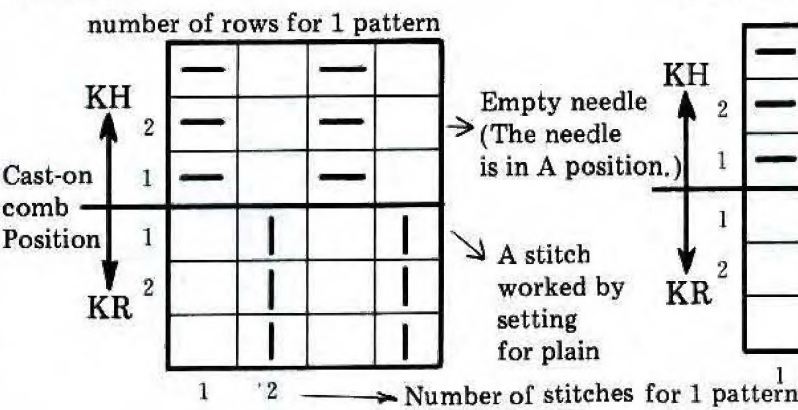 number of rows for 1 pattern
KH
2
1
Cast-on
comb
Position
1
2
KR
1 2
Empty needle
(The needle
is in A position.)
A stitch
worked by
setting
for plain
Number of stitches for 1 pattern
KH
2
1
1
2
KR
1